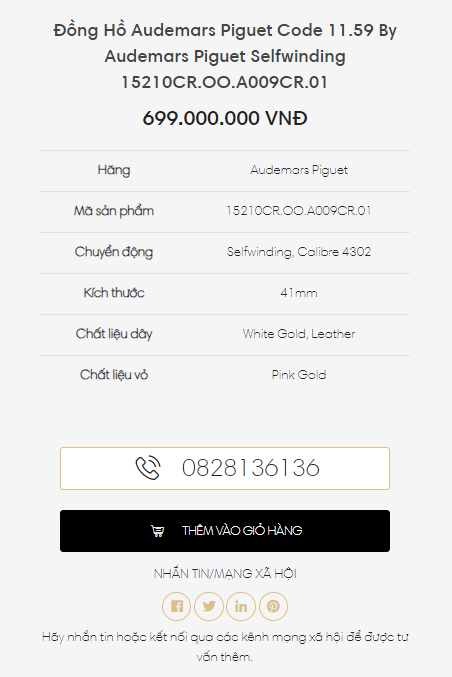 Đồng Hồ Audemars Piguet Code 11.59 By
Audemars Piguet Selfwinding
15210CR.OO.A009CR.01
699.000.000 VNĐ
Hãng Audemars Piguet
Mã sản phẩm 15210CR.OO.A009CR.01
Chuyển động Selfwinding, Calibre 4302
Kích thước 41mm
Chất liệu dây White Gold, Leather
Chất liệu vỏ Pink Gold
0828136136
THÊM VÀO GIỎ HÀNG
NHẮN TIN/MẠNG XÃ HỘI
Hãy nhắn tin hoặc kết nối qua các kênh mạng xã hội để được tư
vấn thêm.